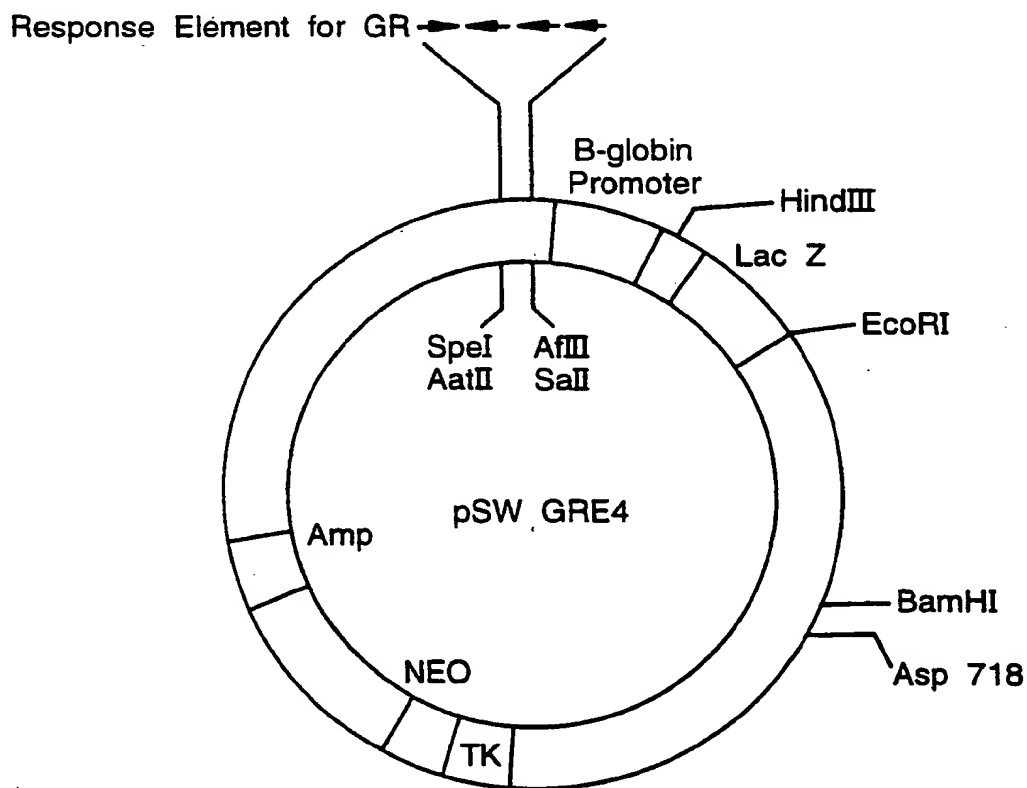 Response Element for GR
B-globin
Promoter
HindIII
Lac Z
EcoRI
SpeI
AatII
AflII
SalI
pSW GRE4
Amp
BamHI
Asp 718
NEO
TK